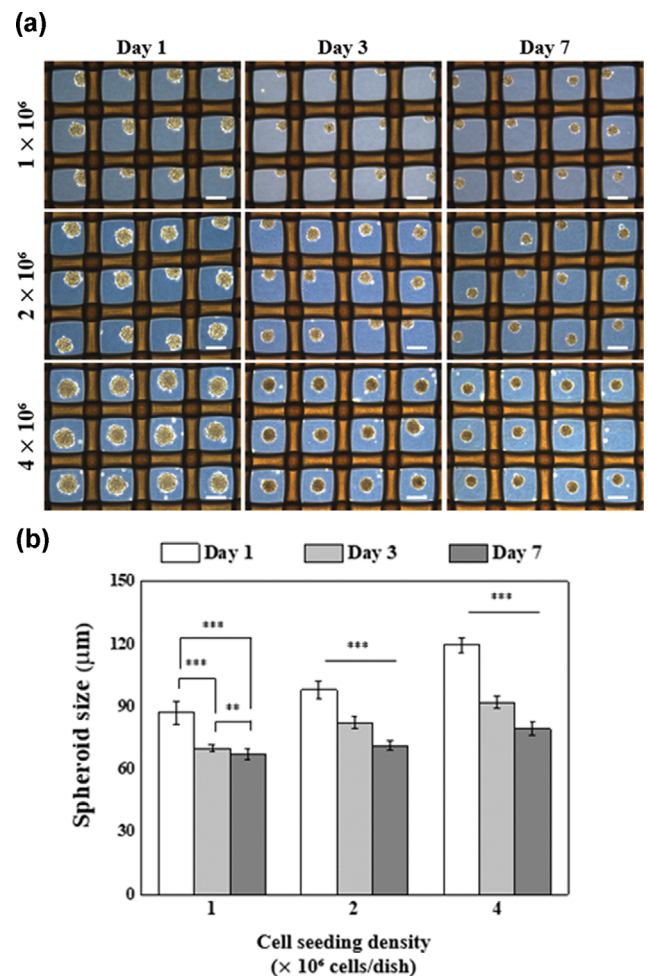 (a)
Day 1 Day 3 Day 7
1 × 10⁶
2 × 10⁶
4 × 10⁶
(b)
Day 1 Day 3 Day 7
150
120
90
60
30
0
Spheroid size (μm)
***
***
**
***
***
1 2 4
Cell seeding density
(× 10⁶ cells/dish)